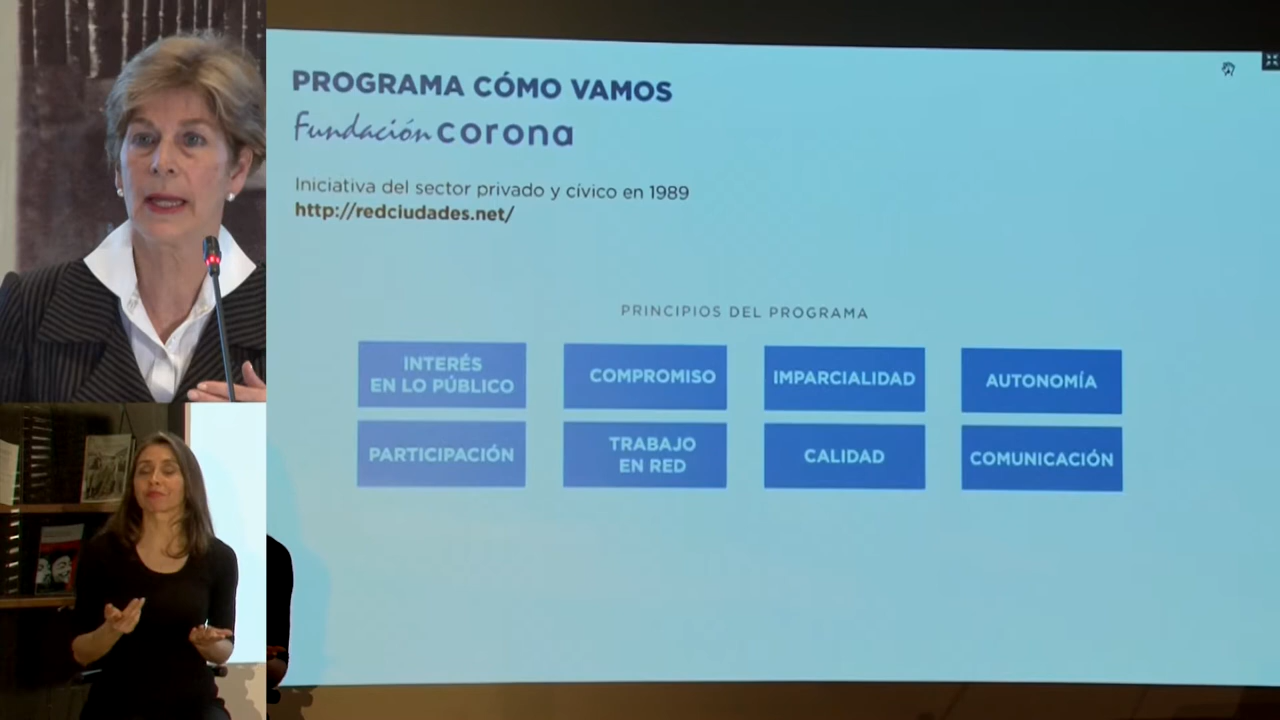 PROGRAMA CÓMO VAMOS
Fundación corona
Iniciativa del sector privado y cívico en 1989
http://redciudades.net/
PRINCIPIOS DEL PROGRAMA
INTERÉS
EN LO PÚBLICO
COMPROMISO
IMPARCIALIDAD
AUTONOMÍA
PARTICIPACIÓN
TRABAJO
EN RED
CALIDAD
COMUNICACIÓN